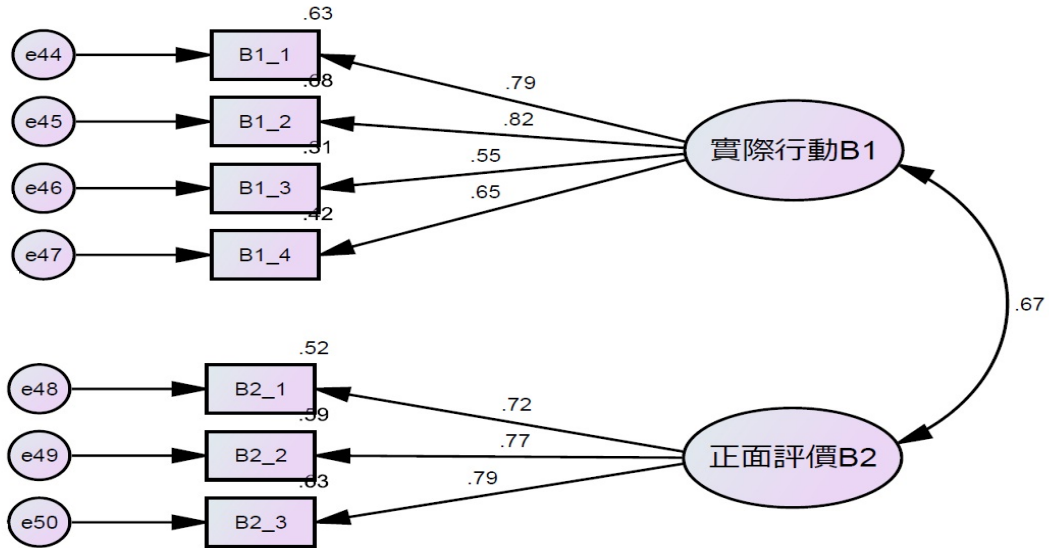 .63
e44 B1_1 .79
.68
e45 B1_2 .82 實際行動B1
.31
e46 B1_3 .55
.42
e47 B1_4 .65
.67
.52
e48 B2_1 .72
.59
e49 B2_2 .77 正面評價B2
.63
e50 B2_3 .79